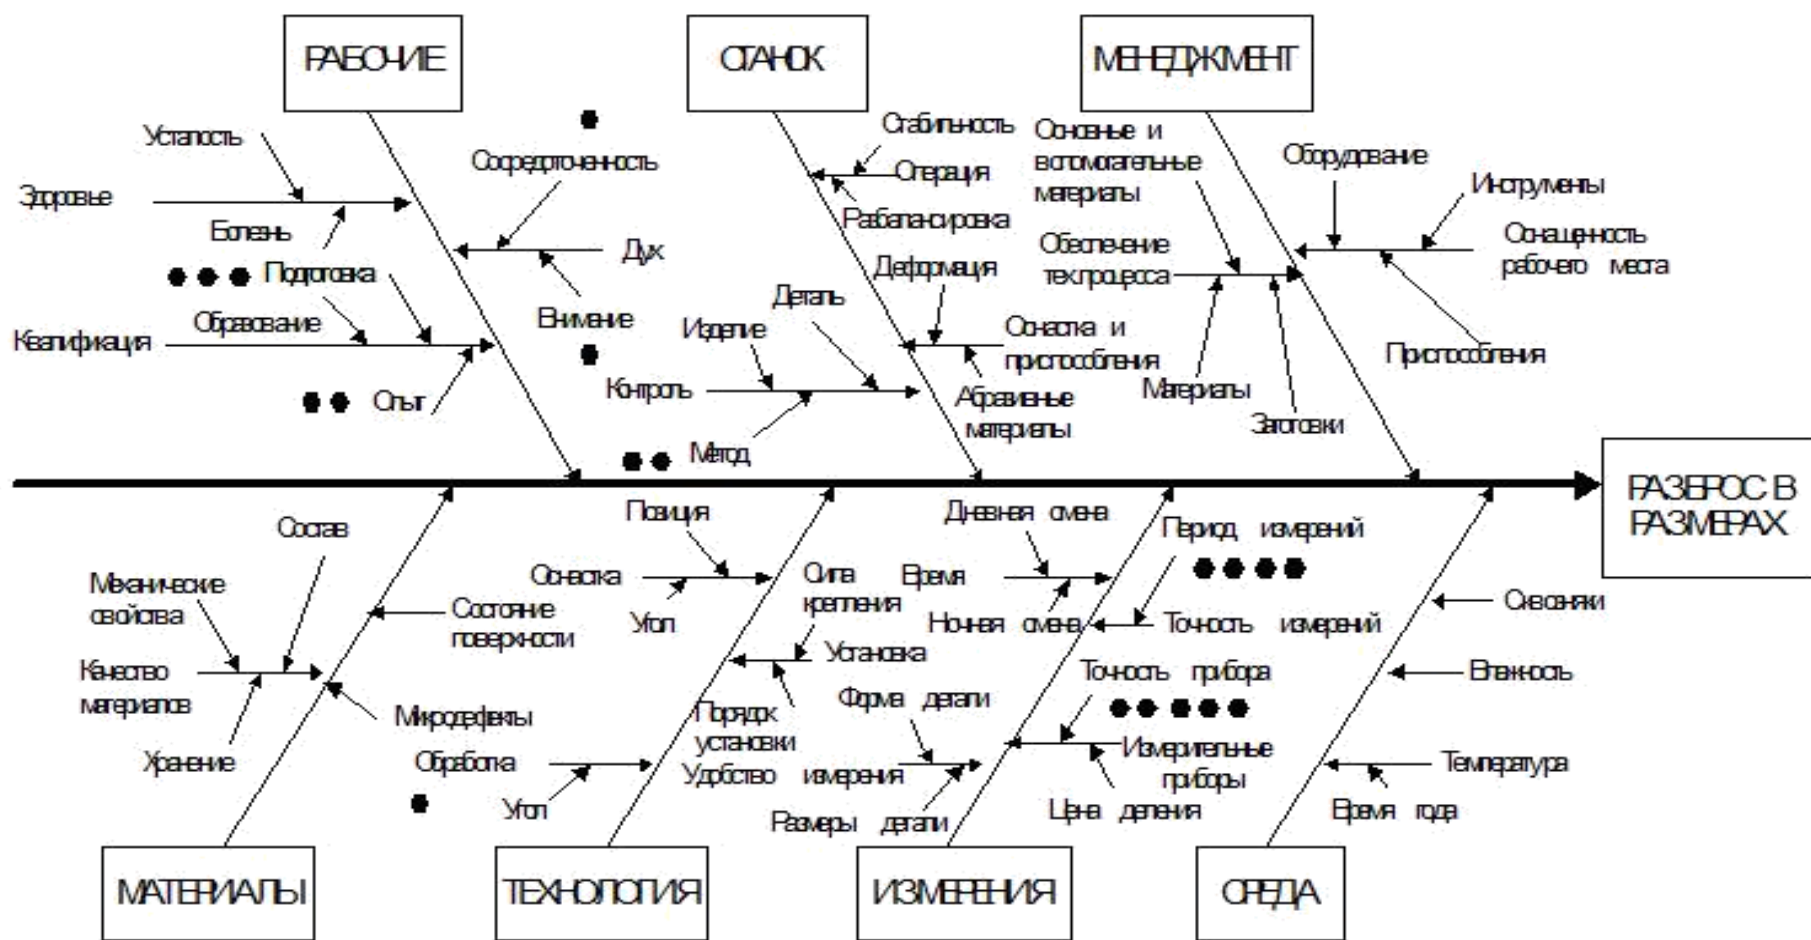 РАБОЧИЕ
СТАНОК
МЕНЕДЖМЕНТ
Усталость
Здоровье
Болезнь
Подготовка
Образование
Квалификация
Опыт
Сосредоточенность
Дух
Внимание
Стабильность
Операция
Разбалансировка
Деформация
Деталь
Изделие
Контроль
Метод
Оснастка и
приспособления
Абразивные
материалы
Основные и
вспомогательные
материалы
Обеспечение
тех.процесса
Материалы
Заготовки
Оборудование
Инструменты
Оснащенность
рабочего места
Приспособления
РАЗБРОС В
РАЗМЕРАХ
Состав
Механические
свойства
Качество
материалов
Хранение
Состояние
поверхности
Микродефекты
Позиция
Оснастка
Угол
Сила
крепления
Установка
Порядок
установки
Обработка
Угол
Дневная смена
Время
Ночная смена
Период измерений
Точность измерений
Точность прибора
Форма детали
Удобство измерения
Размеры детали
Измерительные
приборы
Цена деления
Сквозняки
Влажность
Температура
Время года
МАТЕРИАЛЫ
ТЕХНОЛОГИЯ
ИЗМЕРЕНИЯ
СРЕДА